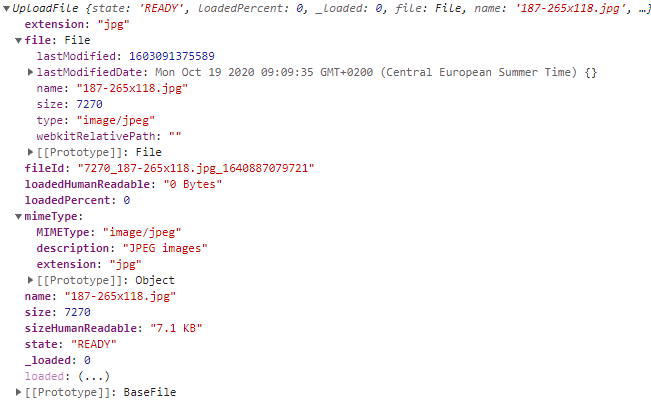 UploadFile {state: 'READY', loadedPercent: 0, _loaded: 0, file: File, name: '187-265x118.jpg', …}
extension: "jpg"
file: File
lastModified: 1603091375589
lastModifiedDate: Mon Oct 19 2020 09:09:35 GMT+0200 (Central European Summer Time) {}
name: "187-265x118.jpg"
size: 7270
type: "image/jpeg"
webkitRelativePath: ""
[[Prototype]]: File
fileId: "7270_187-265x118.jpg_1640887079721"
loadedHumanReadable: "0 Bytes"
loadedPercent: 0
mimeType:
MIMEType: "image/jpeg"
description: "JPEG images"
extension: "jpg"
[[Prototype]]: Object
name: "187-265x118.jpg"
size: 7270
sizeHumanReadable: "7.1 KB"
state: "READY"
_loaded: 0
loaded: (...)
[[Prototype]]: BaseFile